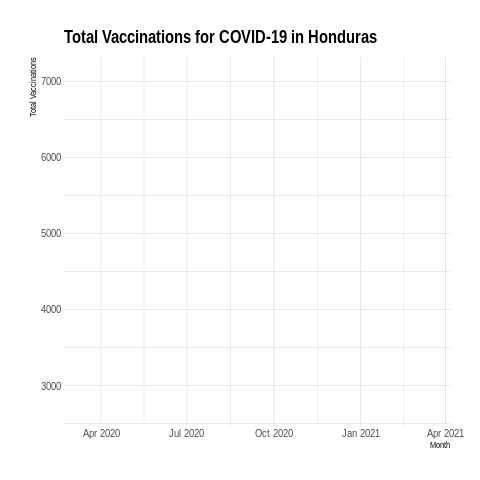 Total Vaccinations for COVID-19 in Honduras
Total Vaccinations
7000
6000
5000
4000
3000
Apr 2020 Jul 2020 Oct 2020 Jan 2021 Apr 2021
Month